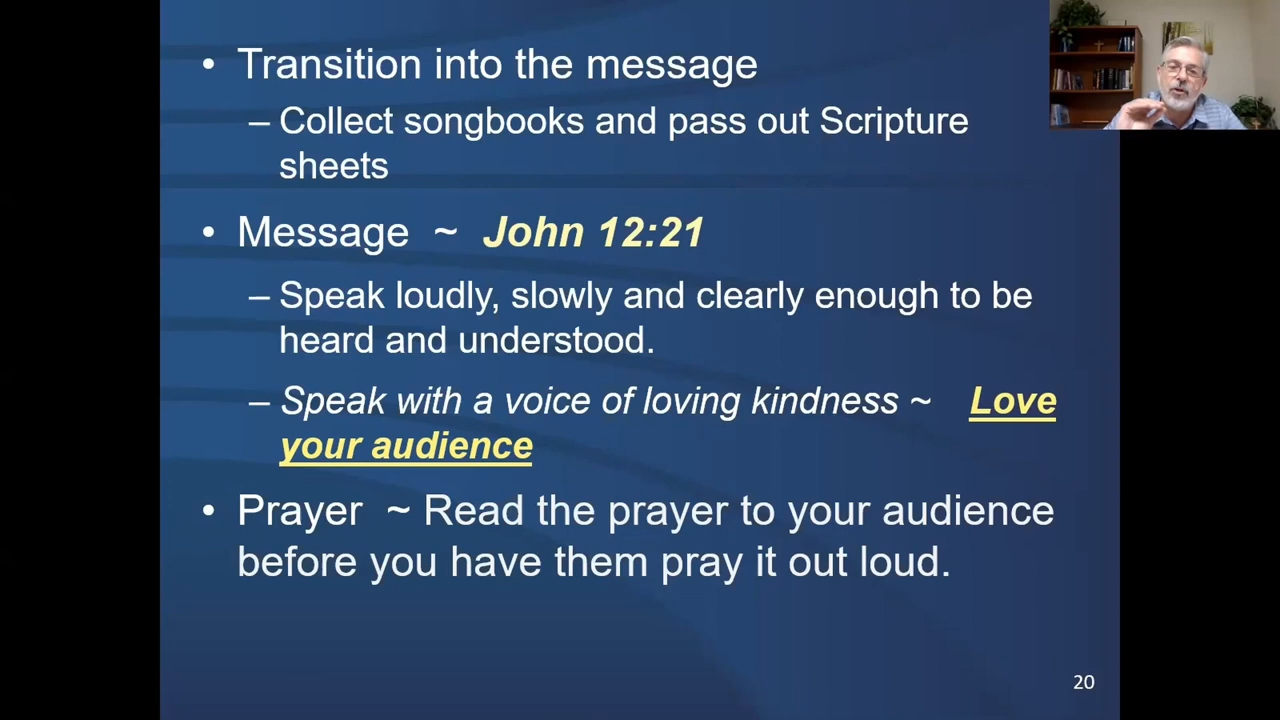 • Transition into the message
– Collect songbooks and pass out Scripture
sheets
• Message ~ John 12:21
– Speak loudly, slowly and clearly enough to be
heard and understood.
– Speak with a voice of loving kindness ~ Love
your audience
• Prayer ~ Read the prayer to your audience
before you have them pray it out loud.
20